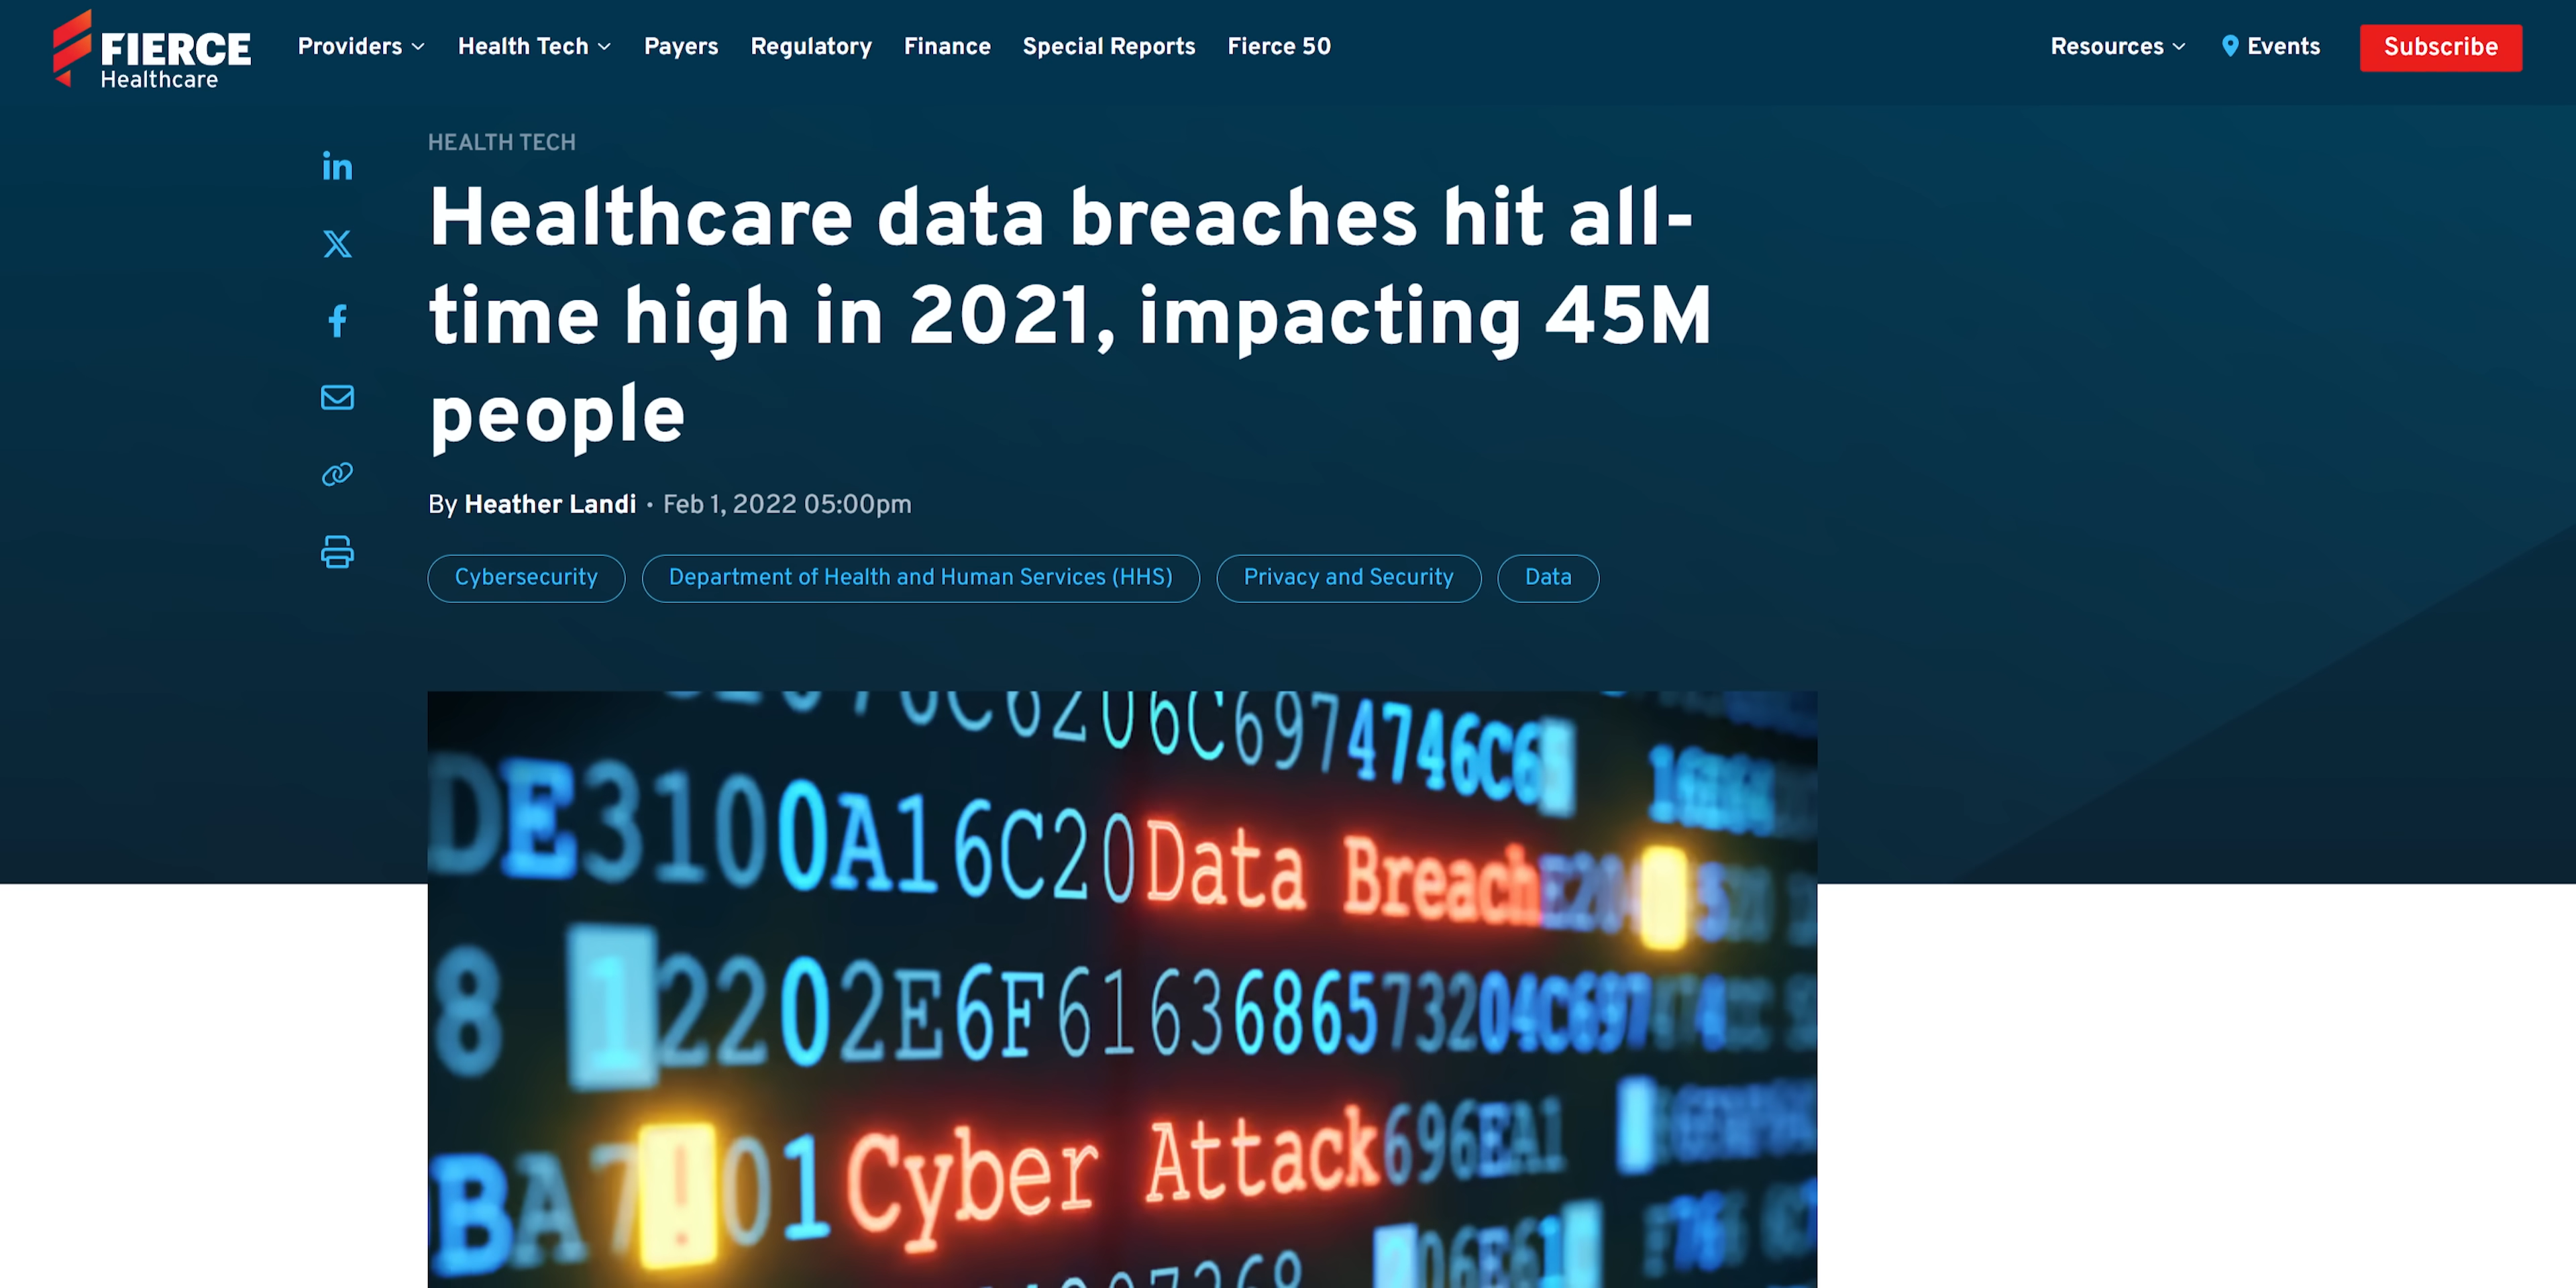 FIERCE
Healthcare
Providers
Health Tech
Payers
Regulatory
Finance
Special Reports
Fierce 50
Resources
Events
Subscribe
HEALTH TECH
Healthcare data breaches hit all-
time high in 2021, impacting 45M
people
By Heather Landi · Feb 1, 2022 05:00pm
Cybersecurity
Department of Health and Human Services (HHS)
Privacy and Security
Data
DE31000A16C20Data Breach
8 12202E6F6163686573204C697
BA7!01Cyber Attack696EA1